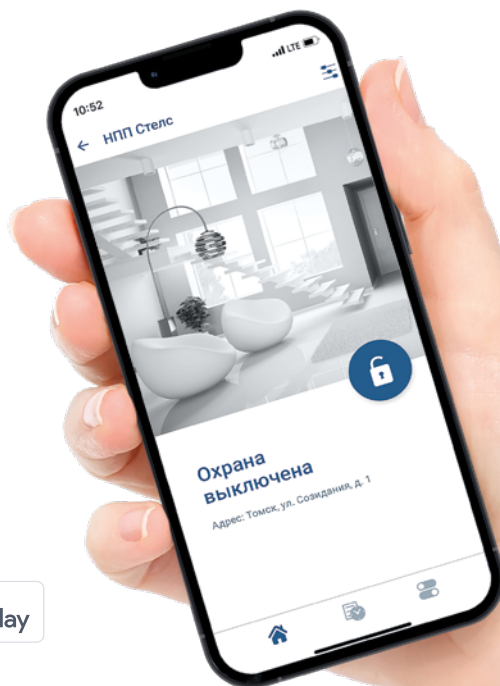 10:52
LTE
← НПП Стелс
Охрана
выключена
Адрес: Томск, ул. Созидания, д. 1
lay